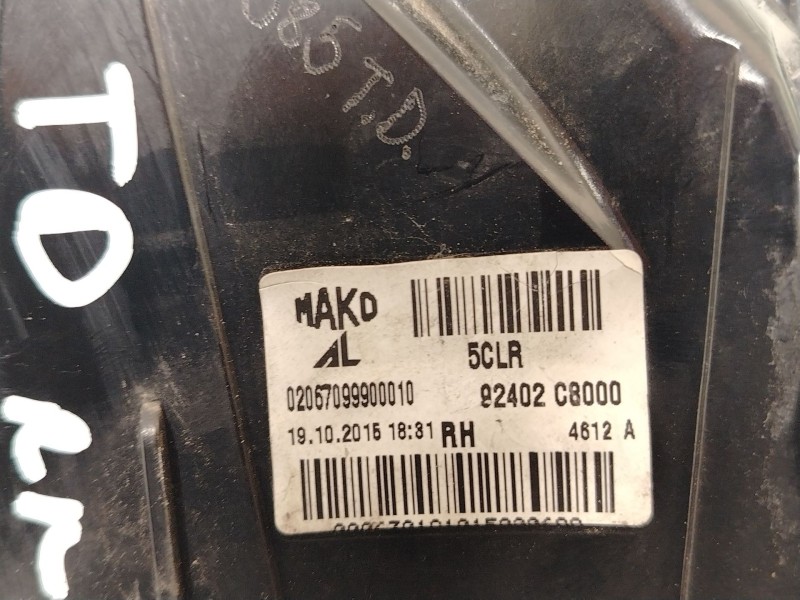 T.D.
TD
MAKO
AL
5CLR
02067099900010
92402 C8000
19.10.2015 18:31 RH
4612 A